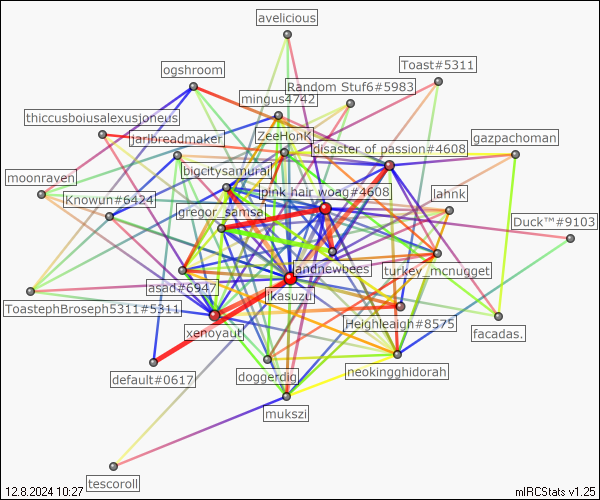 avelicious
ogshroom
Toast#5311
Random Stuf6#5983
mingus4742
thiccusboiusalexusjoneus
jarlbreadmaker
ZeeHonK
disaster of passion#4608
gazpachoman
bigcitysamurai
moonraven
Knowun#6424
pink hair woag#4608
Jahnk
gregor_samsa
Duck™#9103
andnewbees
turkey_mcnugget
asad#6947
ikasuzu
ToastephBroseph5311#5311
Heighleaigh#8575
facadas.
xenoyaut
default#0617
doggerdig
neokingghidorah
mukszi
tescoroll
12.8.2024 10:27
mIRCStats v1.25